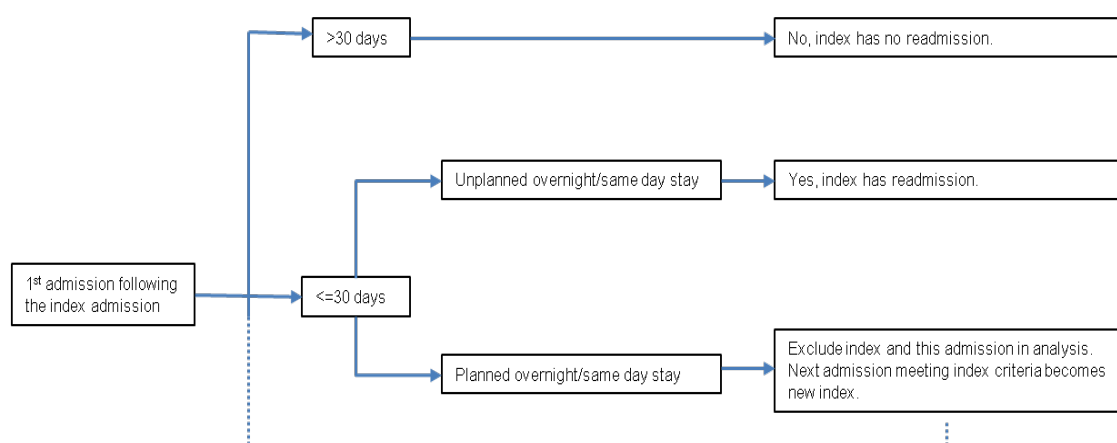 >30 days
No, index has no readmission.
Unplanned overnight/same day stay
Yes, index has readmission.
1st admission following
the index admission
<=30 days
Planned overnight/same day stay
Exclude index and this admission in analysis.
Next admission meeting index criteria becomes
new index.